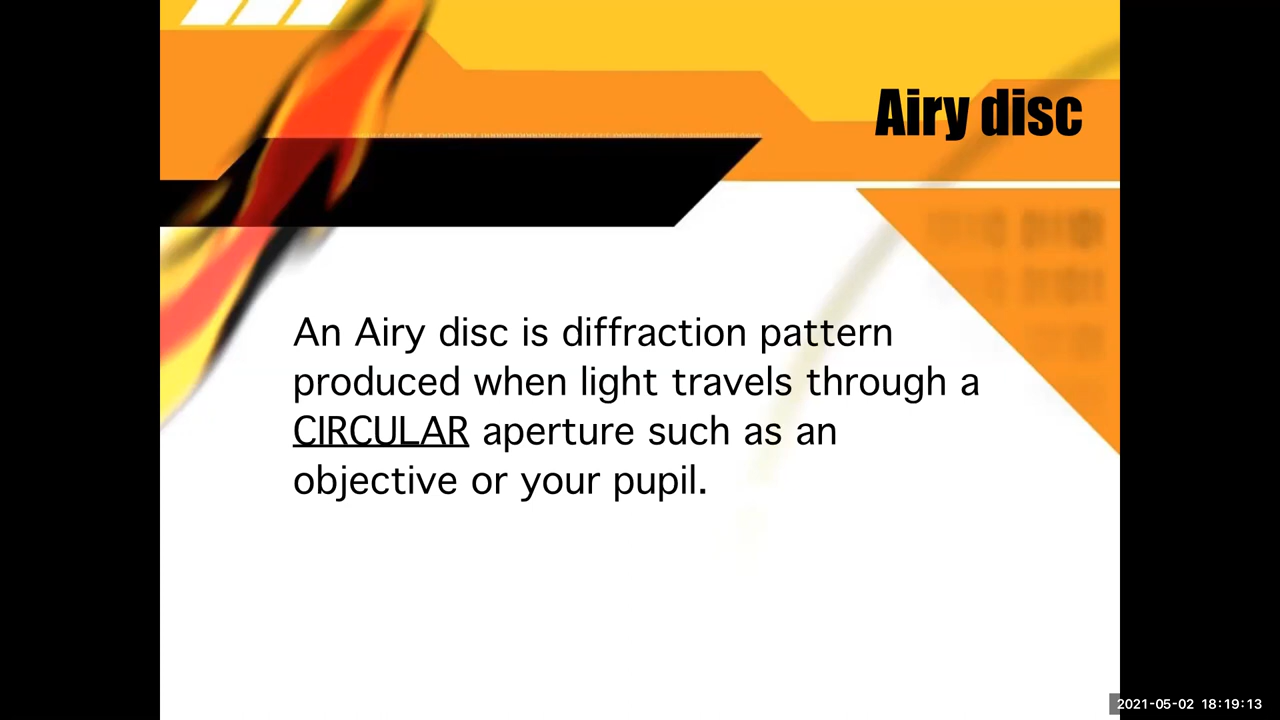 Airy disc
An Airy disc is diffraction pattern
produced when light travels through a
CIRCULAR aperture such as an
objective or your pupil.
2021-05-02 18:19:13